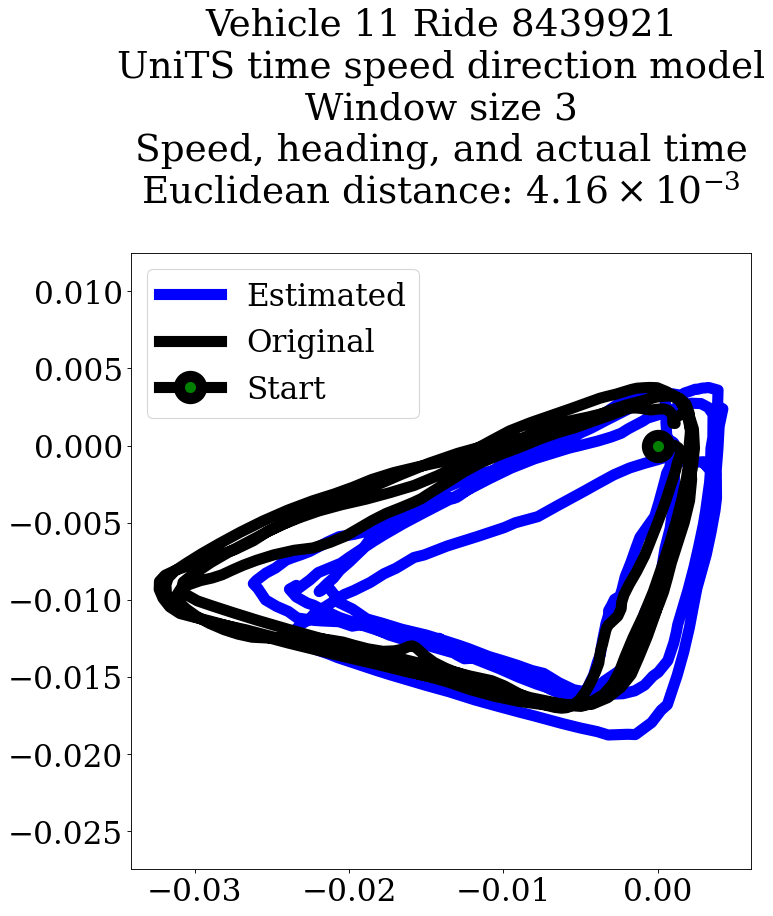 Vehicle 11 Ride 8439921
UniTS time speed direction model
Window size 3
Speed, heading, and actual time
Euclidean distance: 4.16 × 10⁻³
Estimated
Original
Start
0.010
0.005
0.000
−0.005
−0.010
−0.015
−0.020
−0.025
−0.03
−0.02
−0.01
0.00